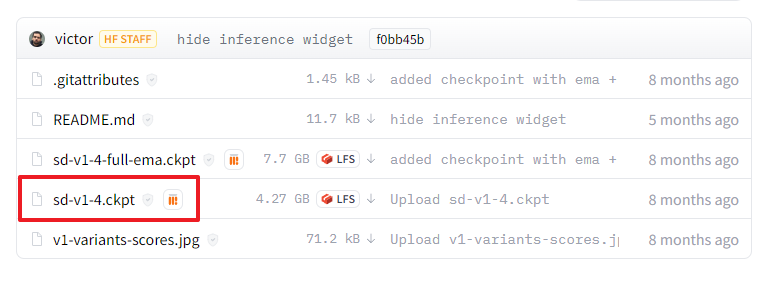 victor HF STAFF hide inference widget f0bb45b
.gitattributes 1.45 kB ↓ added checkpoint with ema + 8 months ago
README.md 11.7 kB ↓ hide inference widget 5 months ago
sd-v1-4-full-ema.ckpt 7.7 GB LFS ↓ added checkpoint with ema + 8 months ago
sd-v1-4.ckpt 4.27 GB LFS ↓ Upload sd-v1-4.ckpt 8 months ago
v1-variants-scores.jpg 71.2 kB ↓ Upload v1-variants-scores.j 8 months ago